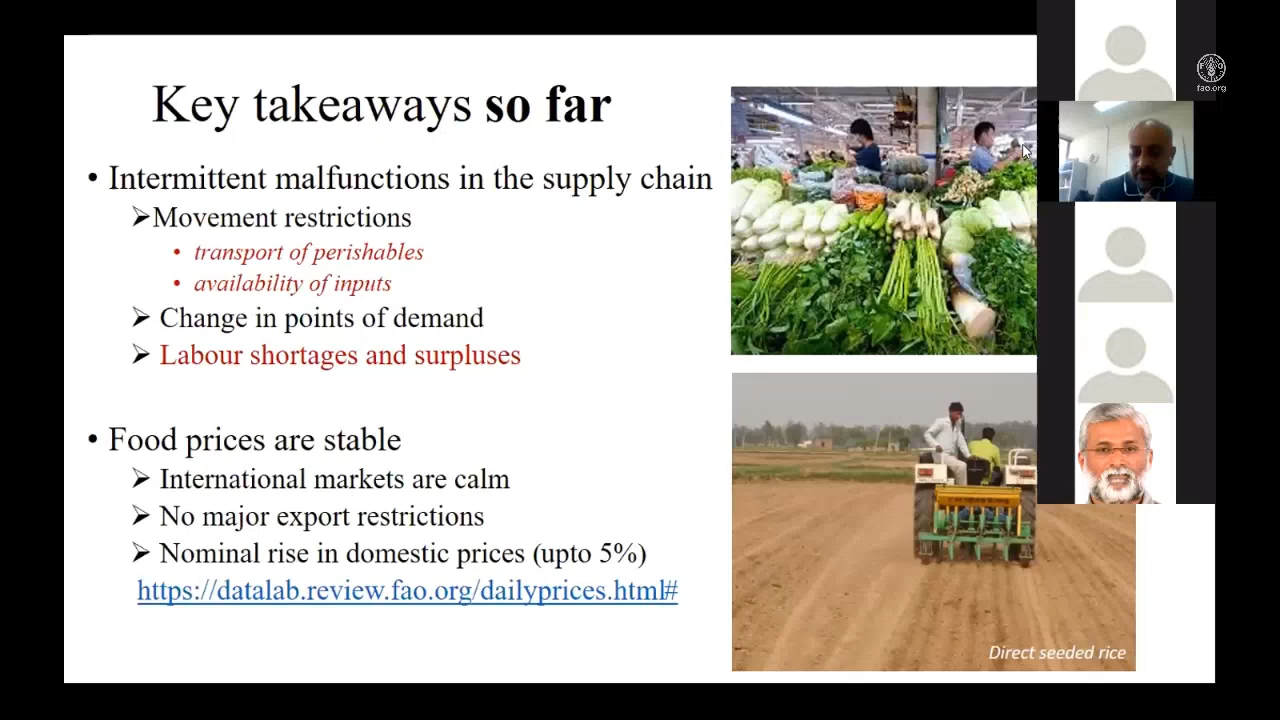 Key takeaways so far
• Intermittent malfunctions in the supply chain
➢Movement restrictions
• transport of perishables
• availability of inputs
➢ Change in points of demand
➢ Labour shortages and surpluses
• Food prices are stable
➢ International markets are calm
➢ No major export restrictions
➢ Nominal rise in domestic prices (upto 5%)
https://datalab.review.fao.org/dailyprices.html#
Direct seeded rice
fao.org